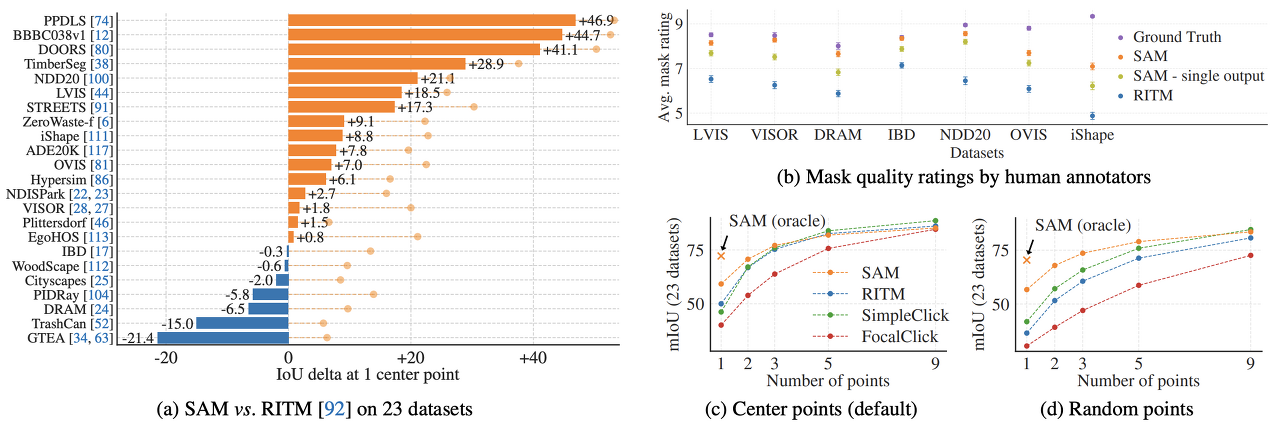 PPDLS [74]
+46.9
BBBC038v1 [12]
+44.7
DOORS [80]
+41.1
TimberSeg [38]
+28.9
NDD20 [100]
+21.1
LVIS [44]
+18.5
STREETS [91]
+17.3
ZeroWaste-f [6]
+9.1
iShape [111]
+8.8
ADE20K [117]
+7.8
OVIS [81]
+7.0
Hypersim [86]
+6.1
NDISPark [22, 23]
+2.7
VISOR [28, 27]
+1.8
Plittersdorf [46]
+1.5
EgoHOS [113]
+0.8
IBD [17]
-0.3
WoodScape [112]
-0.6
Cityscapes [25]
-2.0
PIDRay [104]
-5.8
DRAM [24]
-6.5
TrashCan [52]
-15.0
GTEA [34, 63]
-21.4
-20 0 +20 +40
IoU delta at 1 center point
(a) SAM vs. RITM [92] on 23 datasets
Avg. mask rating
9
7
5
Ground Truth
SAM
SAM - single output
RITM
LVIS VISOR DRAM IBD NDD20 OVIS iShape
Datasets
(b) Mask quality ratings by human annotators
mIoU (23 datasets)
75
50
SAM (oracle)
SAM
RITM
SimpleClick
FocalClick
1 2 3 5 9
Number of points
(c) Center points (default)
mIoU (23 datasets)
75
50
SAM (oracle)
1 2 3 5 9
Number of points
(d) Random points